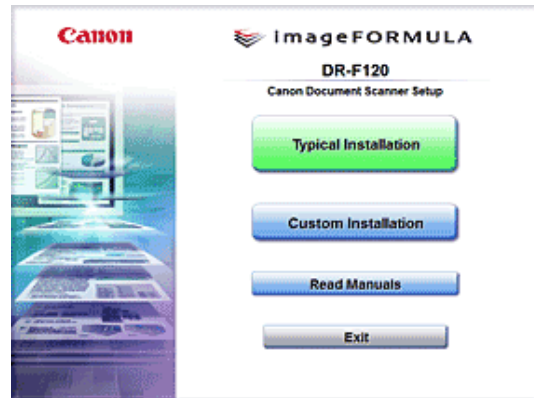 Canon
imageFORMULA
DR-F120
Canon Document Scanner Setup
Typical Installation
Custom Installation
Read Manuals
Exit